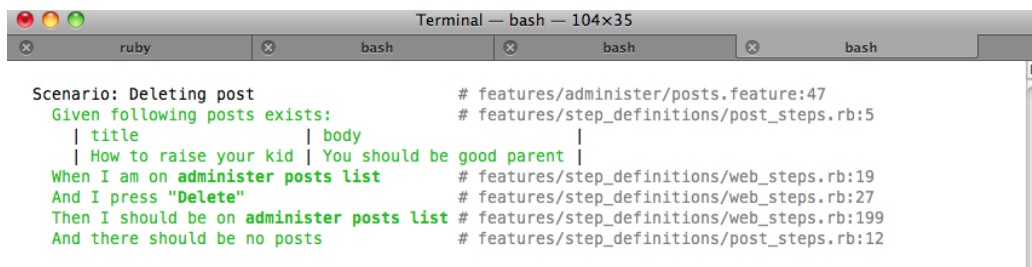 Terminal — bash — 104×35
ruby bash bash bash
Scenario: Deleting post # features/administer/posts.feature:47
Given following posts exists: # features/step_definitions/post_steps.rb:5
| title | body |
| How to raise your kid | You should be good parent |
When I am on administer posts list # features/step_definitions/web_steps.rb:19
And I press "Delete" # features/step_definitions/web_steps.rb:27
Then I should be on administer posts list # features/step_definitions/web_steps.rb:199
And there should be no posts # features/step_definitions/post_steps.rb:12